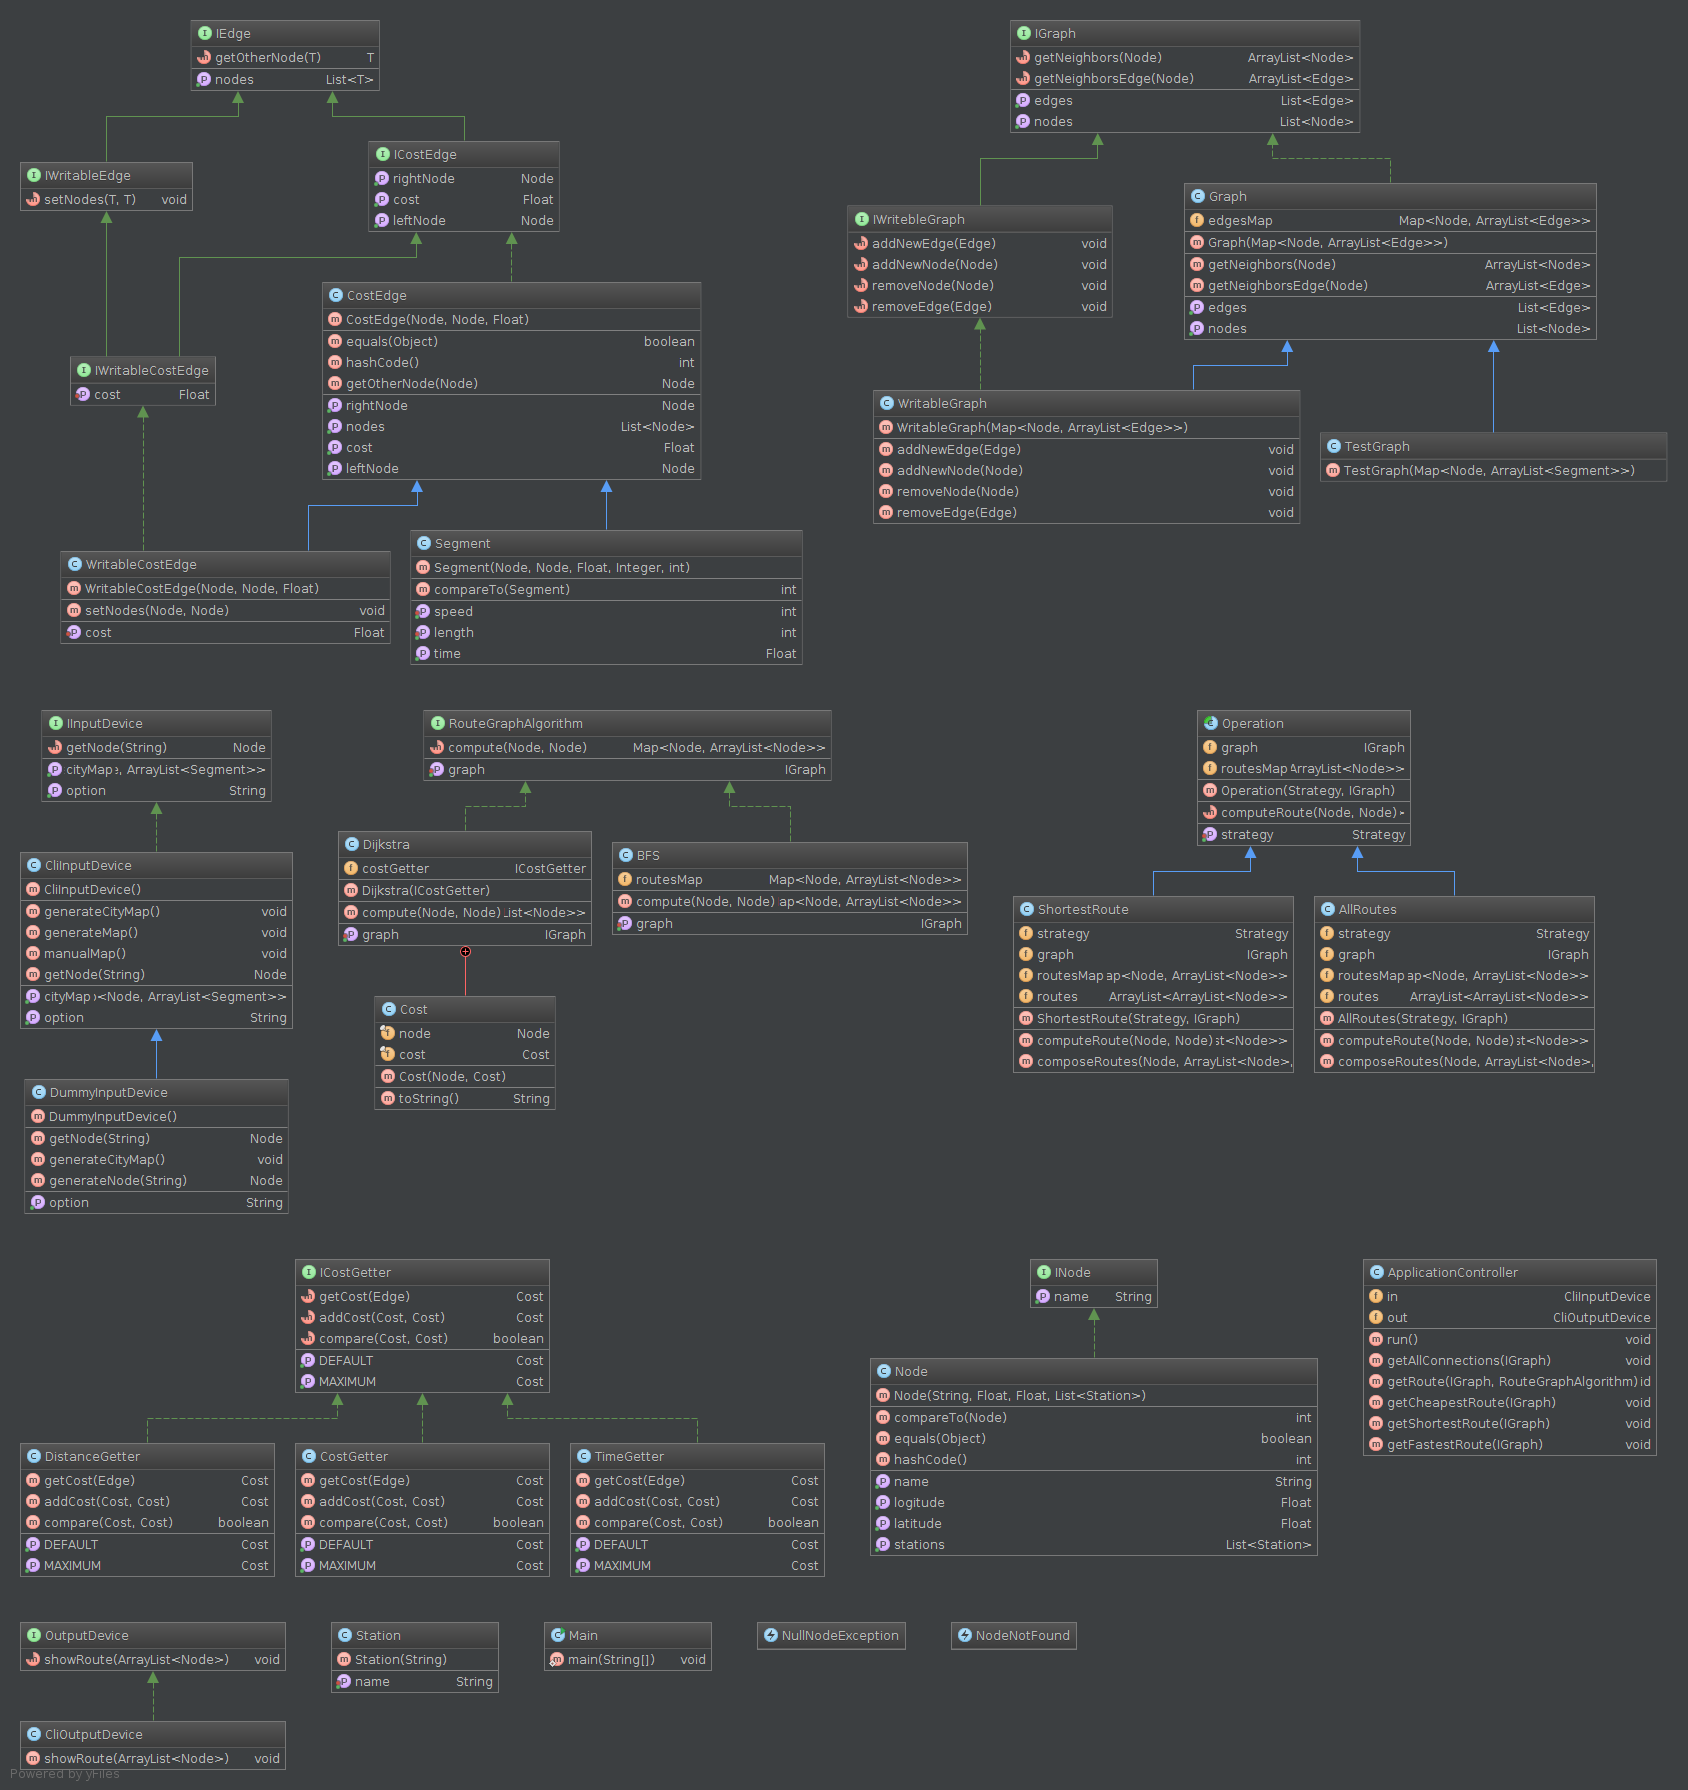 IEdge
getOtherNode(T) T
nodes List<T>
IGraph
getNeighbors(Node) ArrayList<Node>
getNeighborsEdge(Node) ArrayList<Edge>
edges List<Edge>
nodes List<Node>
IWritableEdge
setNodes(T, T) void
ICostEdge
rightNode Node
cost Float
leftNode Node
IWritebleGraph
addNewEdge(Edge) void
addNewNode(Node) void
removeNode(Node) void
removeEdge(Edge) void
Graph
edgesMap Map<Node, ArrayList<Edge>>
Graph(Map<Node, ArrayList<Edge>>)
getNeighbors(Node) ArrayList<Node>
getNeighborsEdge(Node) ArrayList<Edge>
edges List<Edge>
nodes List<Node>
IWritableCostEdge
cost Float
CostEdge
CostEdge(Node, Node, Float)
equals(Object) boolean
hashCode() int
getOtherNode(Node) Node
rightNode Node
nodes List<Node>
cost Float
leftNode Node
WritableGraph
WritableGraph(Map<Node, ArrayList<Edge>>)
addNewEdge(Edge) void
addNewNode(Node) void
removeNode(Node) void
removeEdge(Edge) void
TestGraph
TestGraph(Map<Node, ArrayList<Segment>>)
WritableCostEdge
WritableCostEdge(Node, Node, Float)
setNodes(Node, Node) void
cost Float
Segment
Segment(Node, Node, Float, Integer, int)
compareTo(Segment) int
speed int
length int
time Float
IInputDevice
getNode(String) Node
cityMap , ArrayList<Segment>>
option String
RouteGraphAlgorithm
compute(Node, Node) Map<Node, ArrayList<Node>>
graph IGraph
Operation
graph IGraph
routesMap ArrayList<Node>>
Operation(Strategy, IGraph)
computeRoute(Node, Node)
strategy Strategy
CliInputDevice
CliInputDevice()
generateCityMap() void
generateMap() void
manualMap() void
getNode(String) Node
cityMap <Node, ArrayList<Segment>>
option String
Dijkstra
costGetter ICostGetter
Dijkstra(ICostGetter)
compute(Node, Node) ist<Node>>
graph IGraph
BFS
routesMap Map<Node, ArrayList<Node>>
compute(Node, Node) ap<Node, ArrayList<Node>>
graph IGraph
ShortestRoute
strategy Strategy
graph IGraph
routesMap ap<Node, ArrayList<Node>>
routes ArrayList<ArrayList<Node>>
ShortestRoute(Strategy, IGraph)
computeRoute(Node, Node) st<Node>>
composeRoutes(Node, ArrayList<Node>,
AllRoutes
strategy Strategy
graph IGraph
routesMap ap<Node, ArrayList<Node>>
routes ArrayList<ArrayList<Node>>
AllRoutes(Strategy, IGraph)
computeRoute(Node, Node) st<Node>>
composeRoutes(Node, ArrayList<Node>,
Cost
node Node
cost Cost
Cost(Node, Cost)
toString() String
DummyInputDevice
DummyInputDevice()
getNode(String) Node
generateCityMap() void
generateNode(String) Node
option String
ICostGetter
getCost(Edge) Cost
addCost(Cost, Cost) Cost
compare(Cost, Cost) boolean
DEFAULT Cost
MAXIMUM Cost
INode
name String
ApplicationController
in CliInputDevice
out CliOutputDevice
run() void
getAllConnections(IGraph) void
getRoute(IGraph, RouteGraphAlgorithm) id
getCheapestRoute(IGraph) void
getShortestRoute(IGraph) void
getFastestRoute(IGraph) void
Node
Node(String, Float, Float, List<Station>)
compareTo(Node) int
equals(Object) boolean
hashCode() int
name String
logitude Float
latitude Float
stations List<Station>
DistanceGetter
getCost(Edge) Cost
addCost(Cost, Cost) Cost
compare(Cost, Cost) boolean
DEFAULT Cost
MAXIMUM Cost
CostGetter
getCost(Edge) Cost
addCost(Cost, Cost) Cost
compare(Cost, Cost) boolean
DEFAULT Cost
MAXIMUM Cost
TimeGetter
getCost(Edge) Cost
addCost(Cost, Cost) Cost
compare(Cost, Cost) boolean
DEFAULT Cost
MAXIMUM Cost
OutputDevice
showRoute(ArrayList<Node>) void
Station
Station(String)
name String
Main
main(String[]) void
NullNodeException
NodeNotFound
CliOutputDevice
showRoute(ArrayList<Node>) void
Powered by yFiles